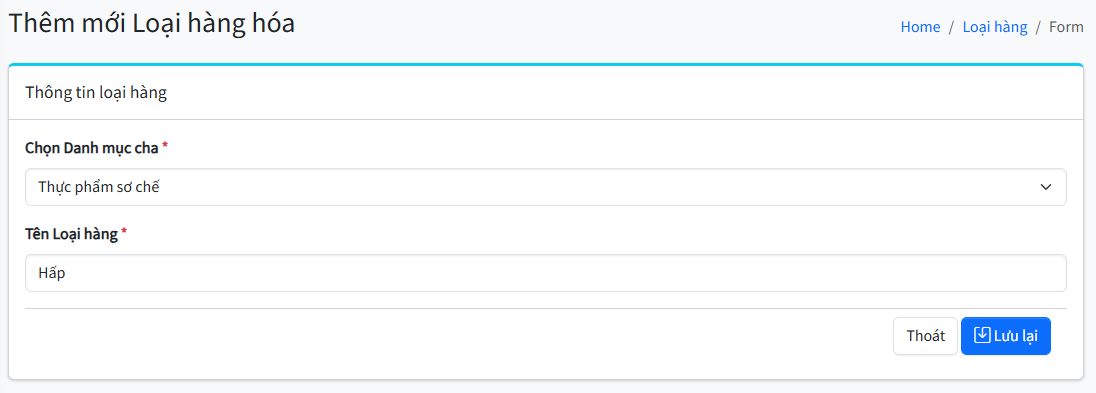 Thêm mới Loại hàng hóa
Home / Loại hàng / Form
Thông tin loại hàng
Chọn Danh mục cha *
Thực phẩm sơ chế
Tên Loại hàng *
Hấp
Thoát
Lưu lại